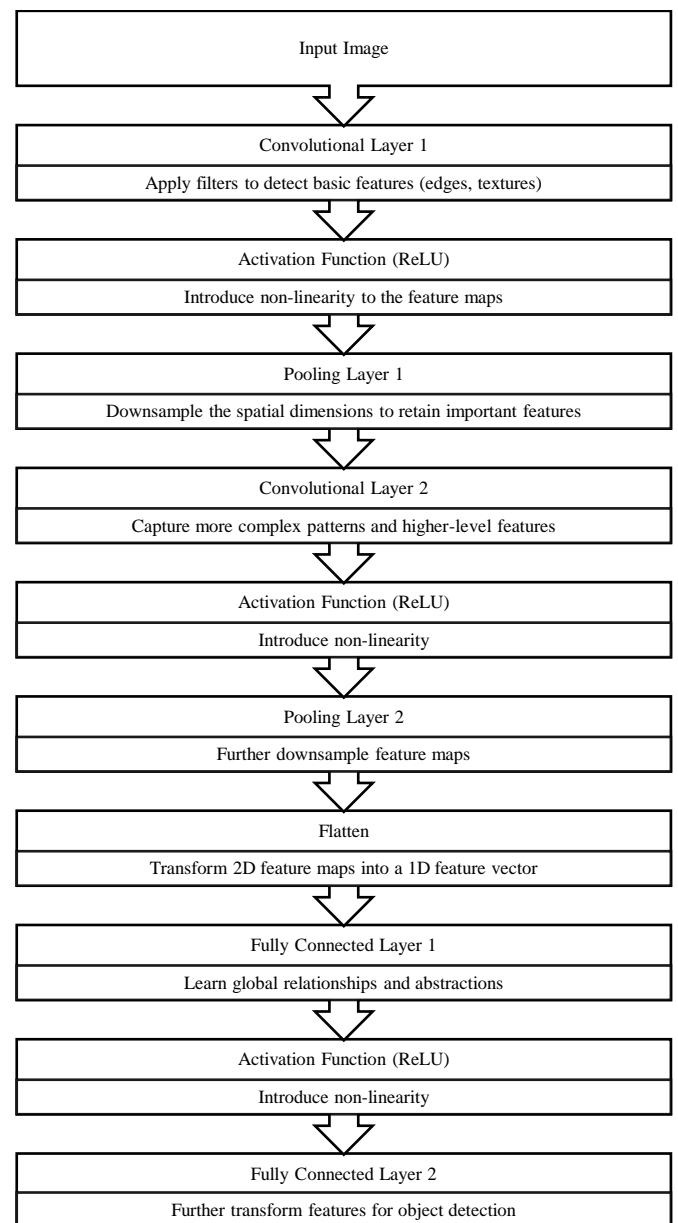 Input Image
Convolutional Layer 1
Apply filters to detect basic features (edges, textures)
Activation Function (ReLU)
Introduce non-linearity to the feature maps
Pooling Layer 1
Downsample the spatial dimensions to retain important features
Convolutional Layer 2
Capture more complex patterns and higher-level features
Activation Function (ReLU)
Introduce non-linearity
Pooling Layer 2
Further downsample feature maps
Flatten
Transform 2D feature maps into a 1D feature vector
Fully Connected Layer 1
Learn global relationships and abstractions
Activation Function (ReLU)
Introduce non-linearity
Fully Connected Layer 2
Further transform features for object detection